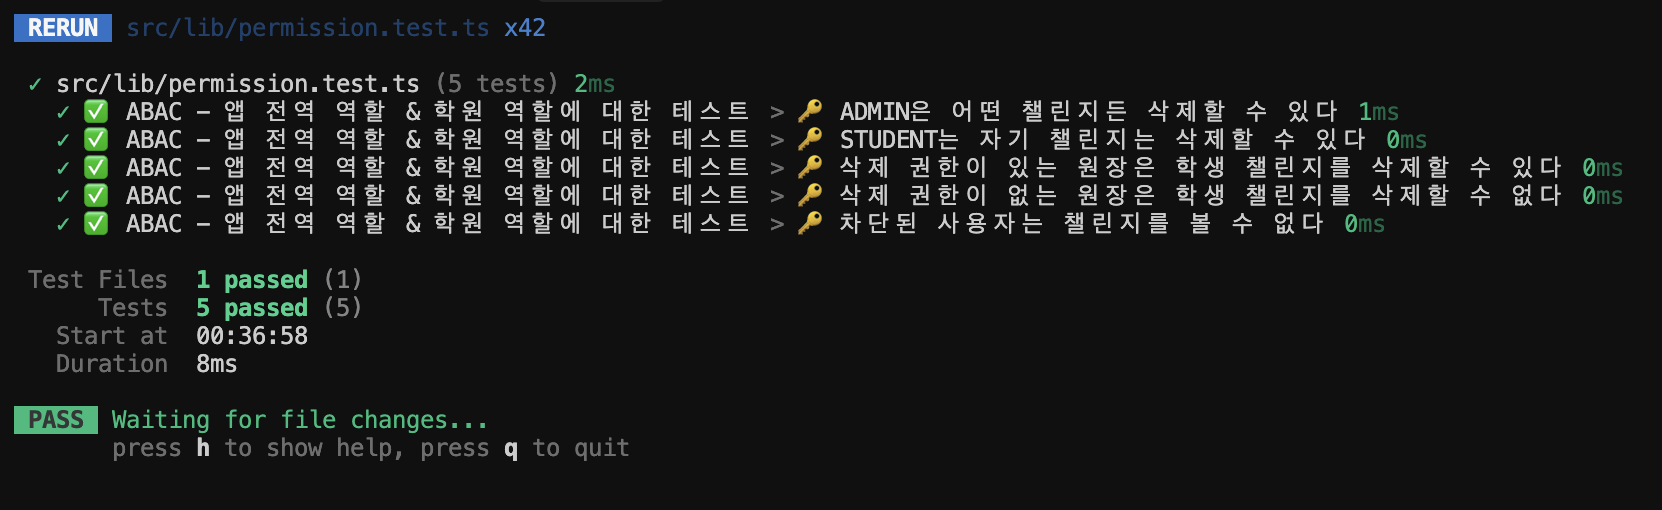 RERUN src/lib/permission.test.ts x42
✓ src/lib/permission.test.ts (5 tests) 2ms
✓ ✅ ABAC – 앱 전역 역할 & 학원 역할에 대한 테스트 > 🔑 ADMIN은 어떤 챌린지든 삭제할 수 있다 1ms
✓ ✅ ABAC – 앱 전역 역할 & 학원 역할에 대한 테스트 > 🔑 STUDENT는 자기 챌린지는 삭제할 수 있다 0ms
✓ ✅ ABAC – 앱 전역 역할 & 학원 역할에 대한 테스트 > 🔑 삭제 권한이 있는 원장은 학생 챌린지를 삭제할 수 있다 0ms
✓ ✅ ABAC – 앱 전역 역할 & 학원 역할에 대한 테스트 > 🔑 삭제 권한이 없는 원장은 학생 챌린지를 삭제할 수 없다 0ms
✓ ✅ ABAC – 앱 전역 역할 & 학원 역할에 대한 테스트 > 🔑 차단된 사용자는 챌린지를 볼 수 없다 0ms
Test Files 1 passed (1)
Tests 5 passed (5)
Start at 00:36:58
Duration 8ms
PASS Waiting for file changes...
press h to show help, press q to quit